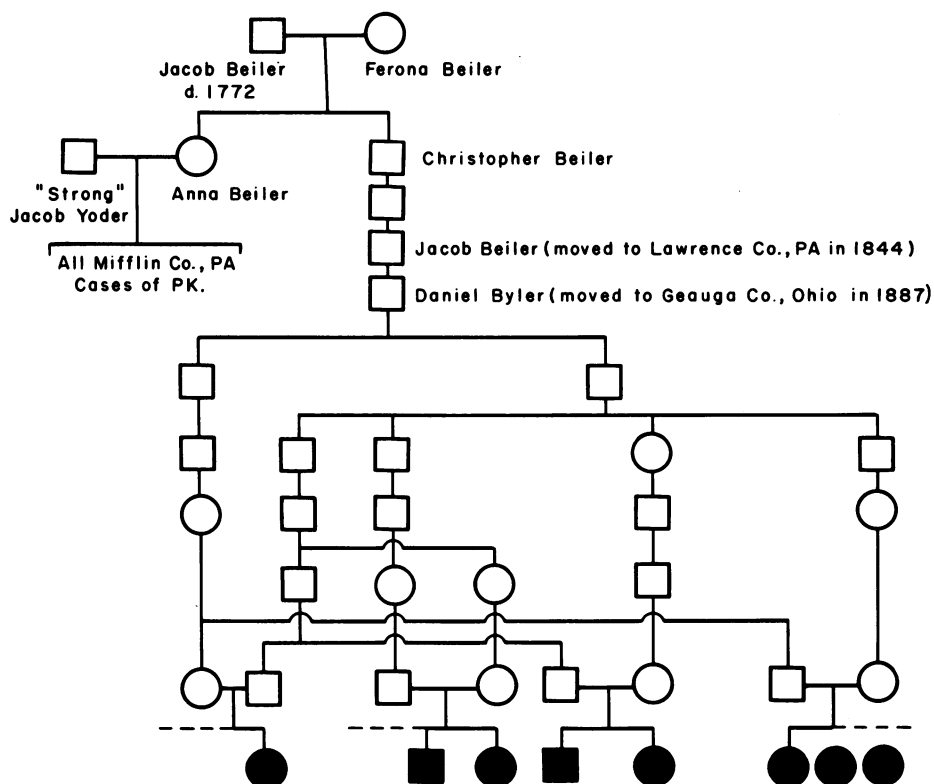 Jacob Beiler
d. 1772
Ferona Beiler
Christopher Beiler
"Strong"
Jacob Yoder
Anna Beiler
All Mifflin Co., PA
Cases of PK.
Jacob Beiler (moved to Lawrence Co., PA in 1844)
Daniel Byler (moved to Geauga Co., Ohio in 1887)